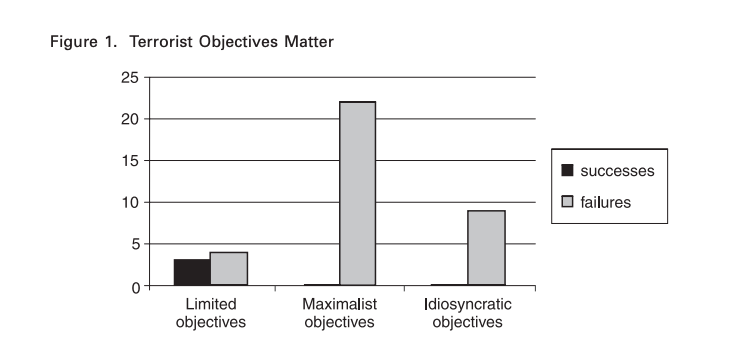 Figure 1. Terrorist Objectives Matter
25
20
15
10
5
0
Limited
objectives
Maximalist
objectives
Idiosyncratic
objectives
successes
failures